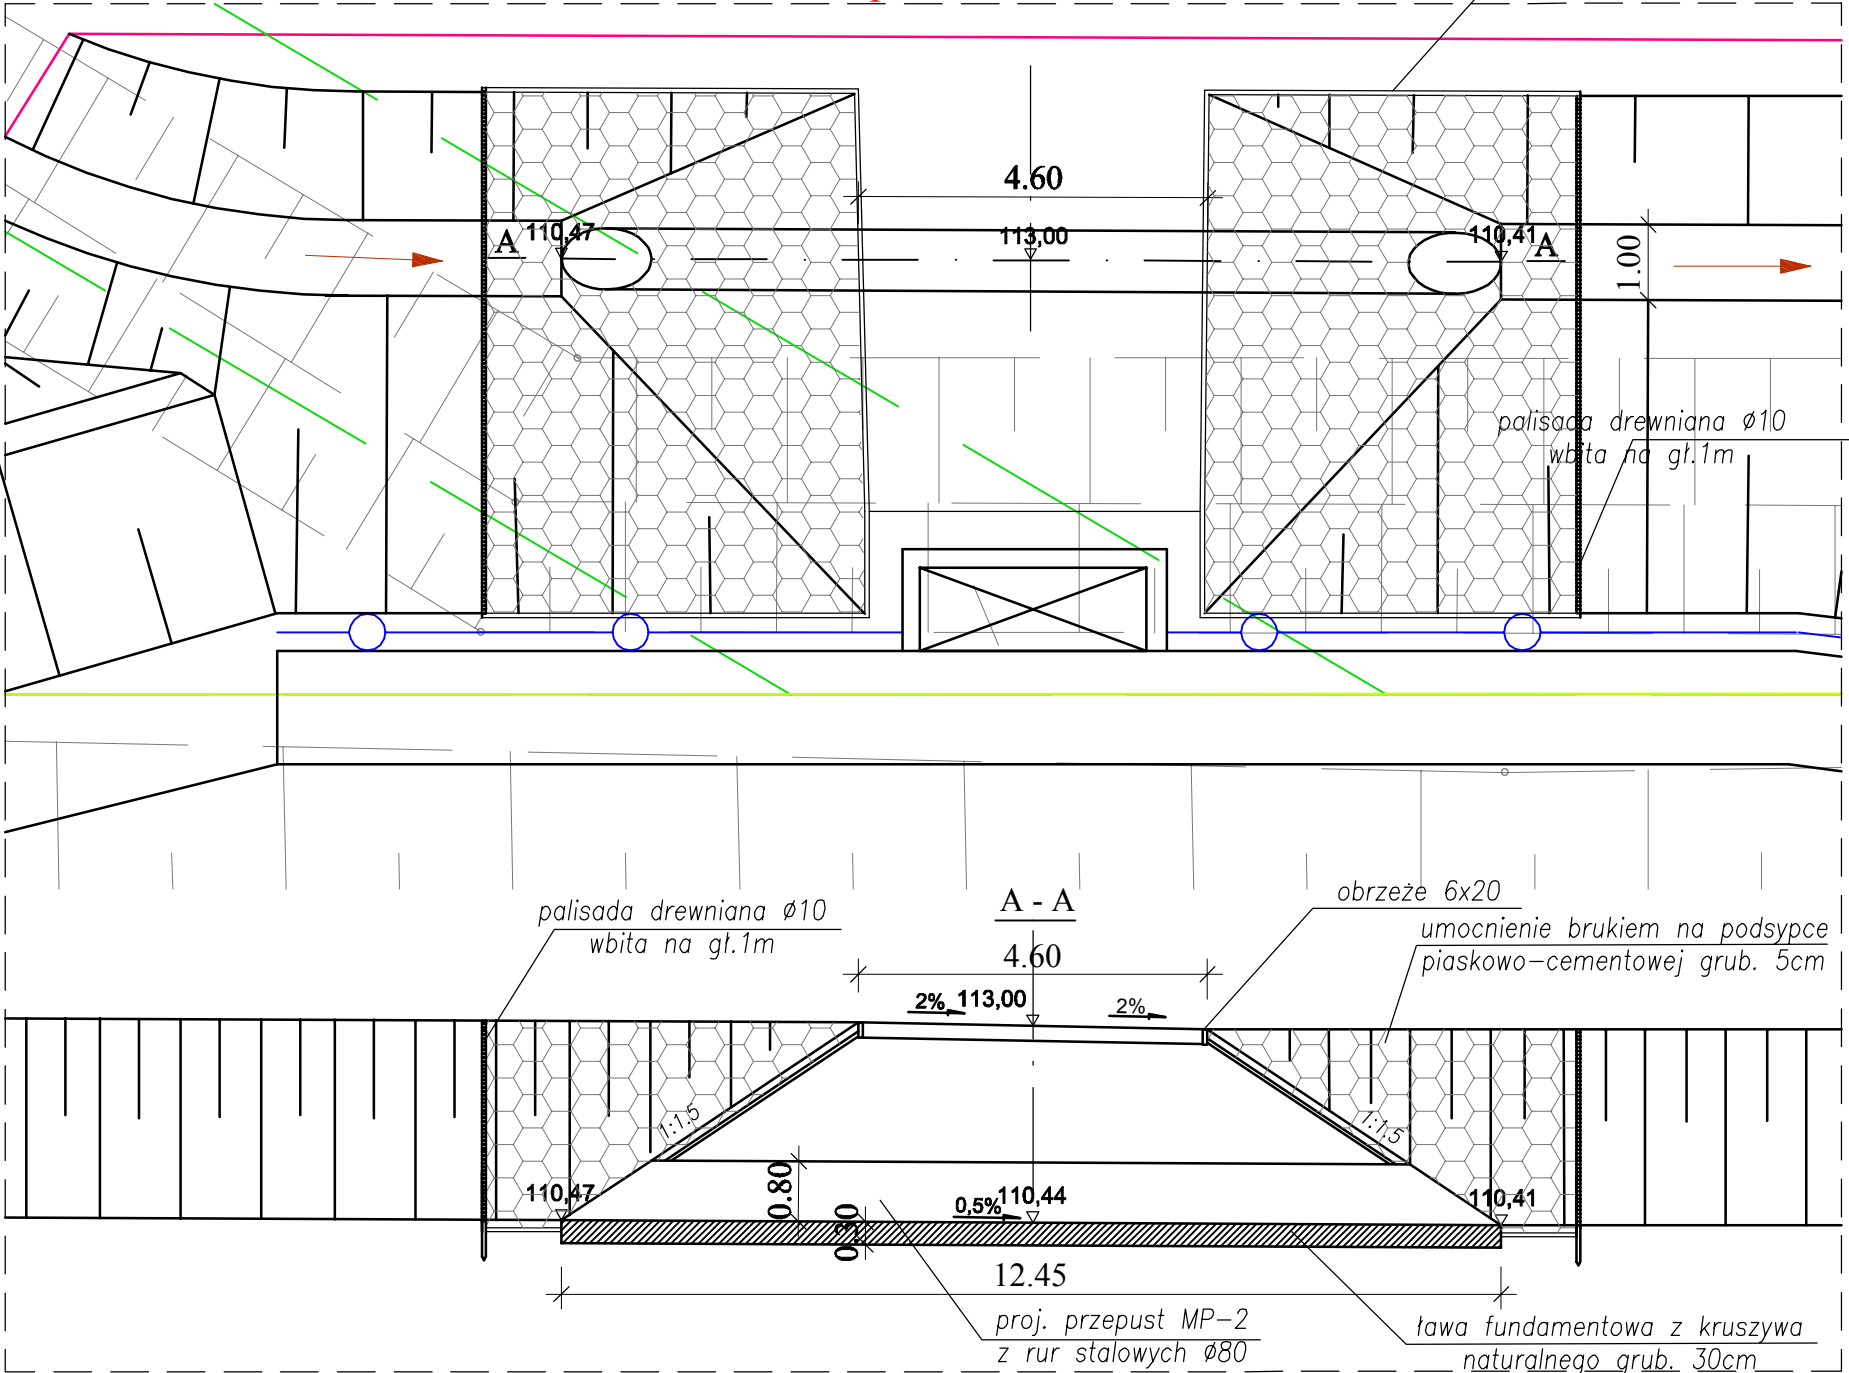 4.60
A 110,47
113,00
110,41 A
1.00
palisada drewniana ø10
wbita na gł.1m
A - A
palisada drewniana ø10
wbita na gł.1m
obrzeże 6x20
umocnienie brukiem na podsypce
piaskowo-cementowej grub. 5cm
4.60
2% 113,00
2%
1:1.5
1:1.5
0.80
110,47
0,5% 110,44
110,41
0.30
12.45
proj. przepust MP-2
z rur stalowych ø80
ława fundamentowa z kruszywa
naturalnego grub. 30cm